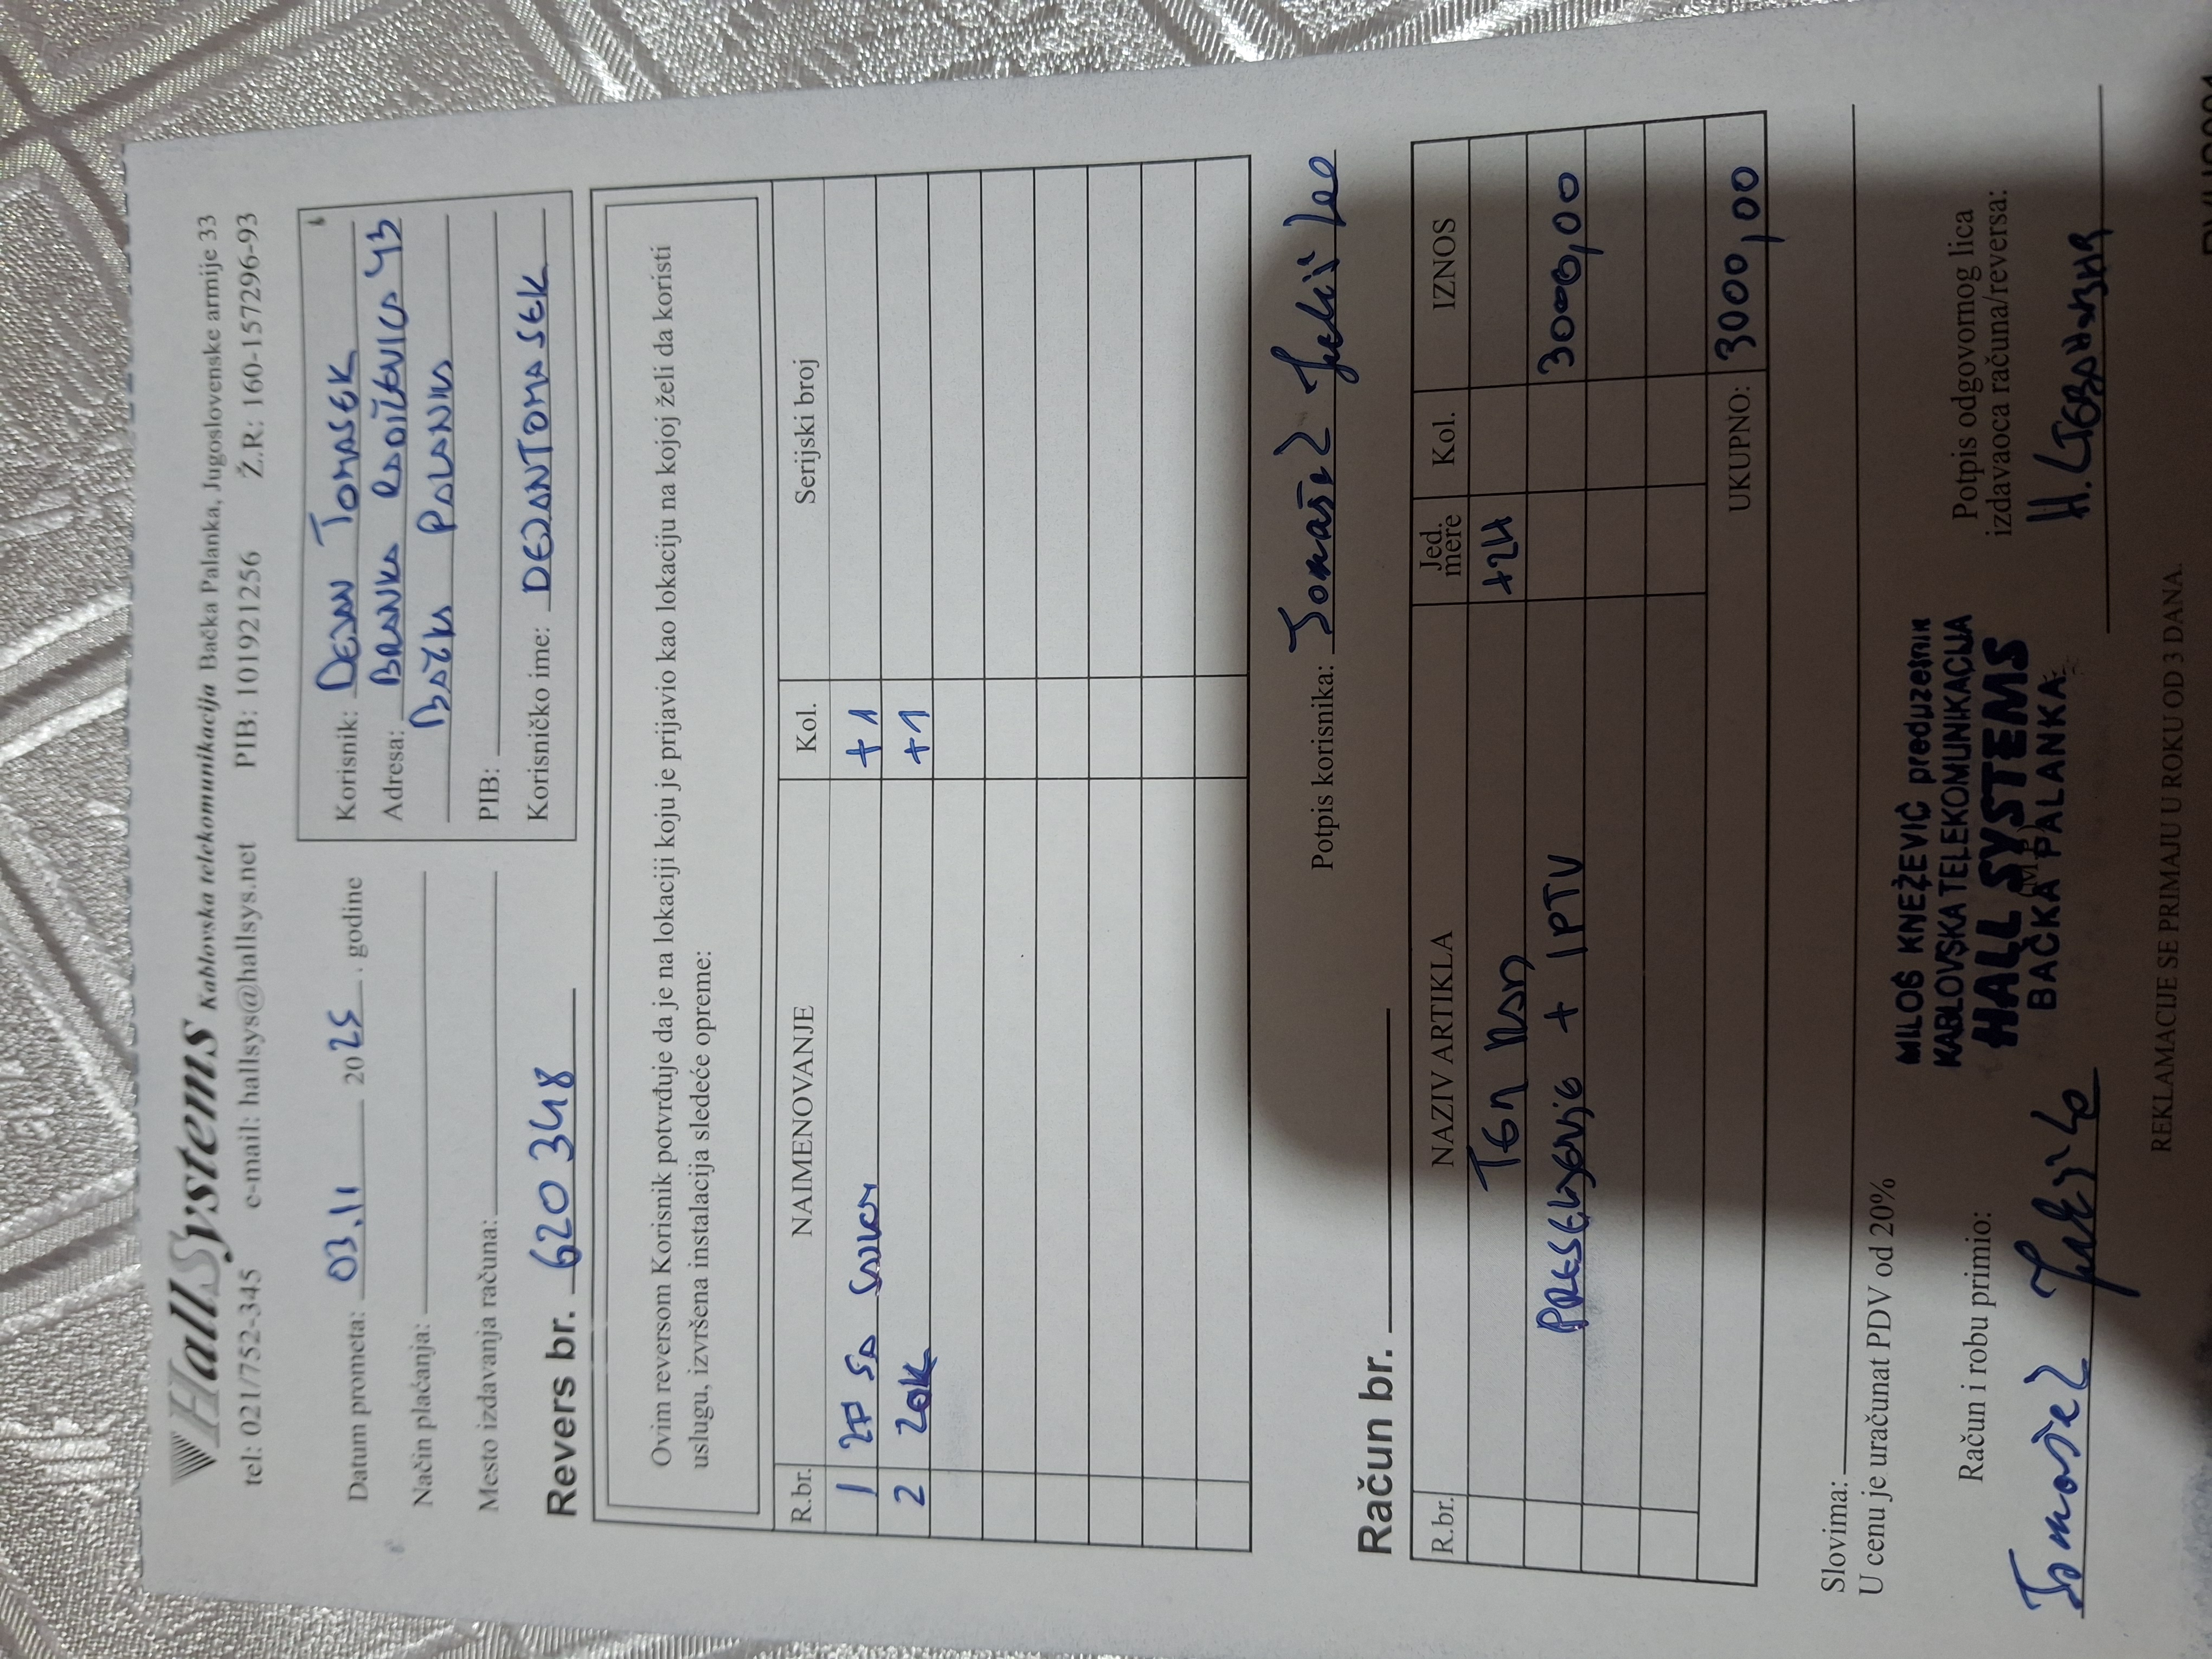 HallSystems Kablovska telekomunikacija Bačka Palanka, Jugoslovenske armije 33
tel: 021/752-345 e-mail: hallsys@hallsys.net PIB: 101921256 Ž.R: 160-157296-93
Datum prometa: 03.11 2025. godine
Način plaćanja:
Mesto izdavanja računa:
Revers br. 620348
Korisnik: DEJAN TOMASEK
Adresa: BRANKA RADIČEVICA 43
BAČKA PALANKA
PIB:
Korisničko ime: DEJANTOMASEK
Ovim reversom Korisnik potvrđuje da je na lokaciji koju je prijavio kao lokaciju na kojoj želi da koristi
uslugu, izvršena instalacija sledeće opreme:
R.br. NAIMENOVANJE Kol. Serijski broj
1 +1
2 +1
Potpis korisnika: Tomašek
Račun br.
R.br. NAZIV ARTIKLA Jed. mere Kol. IZNOS
+24
PRESELJENJE + IPTV 3000,00
UKUPNO: 3000,00
Slovima:
U cenu je uračunat PDV od 20%
Račun i robu primio:
Tomašek
MILOŠ KNEŽEVIĆ preduzetnik
KABLOVSKA TELEKOMUNIKACIJA
HALL SYSTEMS
BAČKA PALANKA
Potpis odgovornog lica
izdavaoca računa/reversa:
REKLAMACIJE SE PRIMAJU U ROKU OD 3 DANA.